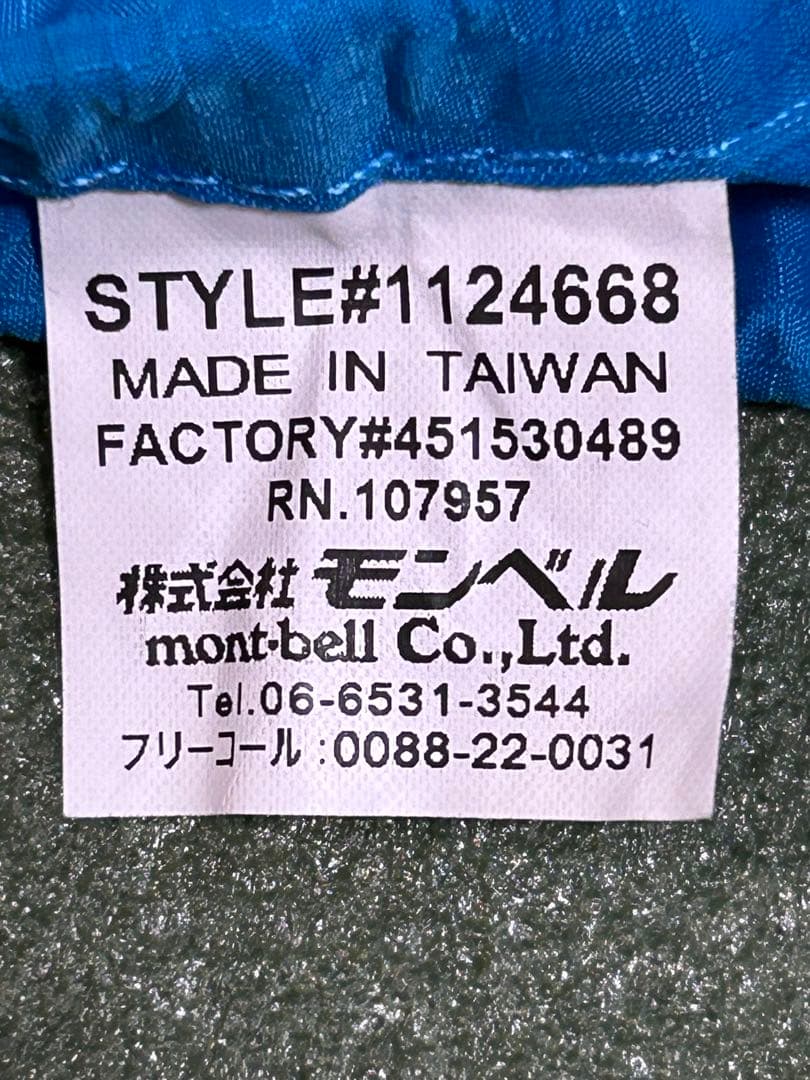 STYLE#1124668
MADE IN TAIWAN
FACTORY#451530489
RN.107957
株式会社 モンベル
mont-bell Co.,Ltd.
Tel.06-6531-3544
フリーコール:0088-22-0031